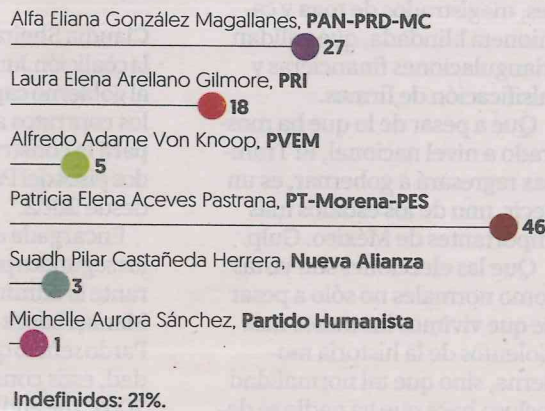 Alfa Eliana González Magallanes, PAN-PRD-MC
27
Laura Elena Arellano Gilmore, PRI
18
Alfredo Adame Von Knoop, PVEM
5
Patricia Elena Aceves Pastrana, PT-Morena-PES
46
Suadh Pilar Castañeda Herrera, Nueva Alianza
3
Michelle Aurora Sánchez, Partido Humanista
1
Indefinidos: 21%.